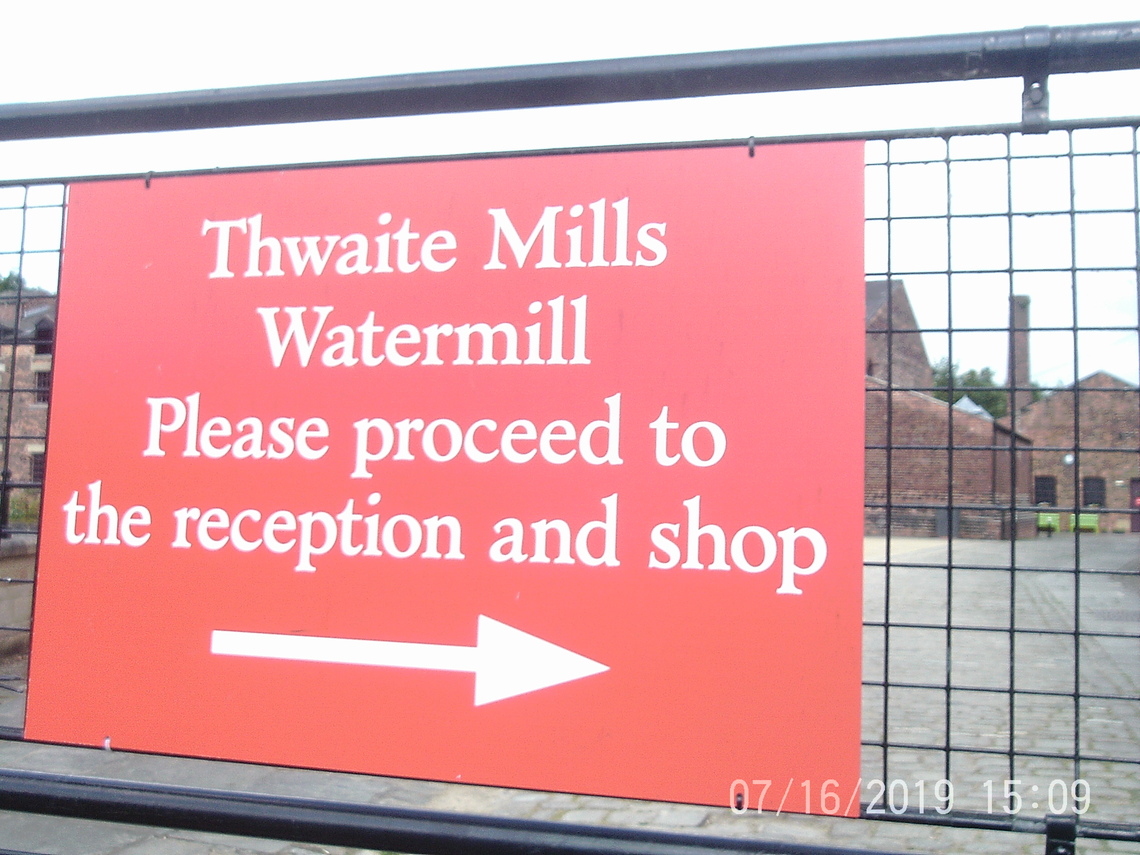 Thwaite Mills
Watermill
Please proceed to
the reception and shop
07/16/2019 15:09